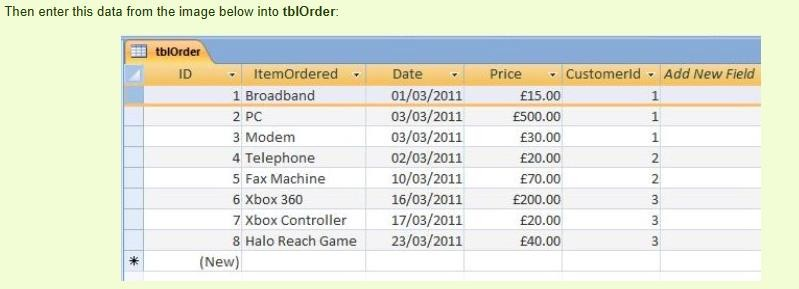 Then enter this data from the image below into tblOrder:
tblOrder
ID ItemOrdered Date Price CustomerId Add New Field
1 Broadband 01/03/2011 £15.00 1
2 PC 03/03/2011 £500.00 1
3 Modem 03/03/2011 £30.00 1
4 Telephone 02/03/2011 £20.00 2
5 Fax Machine 10/03/2011 £70.00 2
6 Xbox 360 16/03/2011 £200.00 3
7 Xbox Controller 17/03/2011 £20.00 3
8 Halo Reach Game 23/03/2011 £40.00 3
* (New)